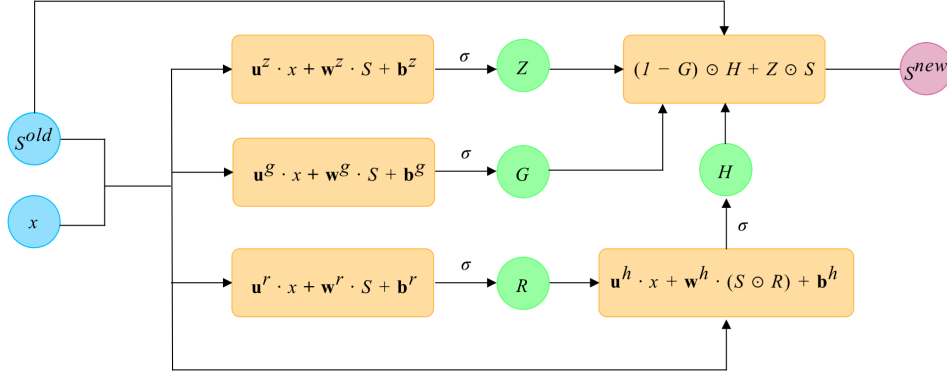 𝐮^z · x + 𝐰^z · S + 𝐛^z
σ
Z
(1 − G) ⊙ H + Z ⊙ S
S^new
S^old
𝐮^g · x + 𝐰^g · S + 𝐛^g
σ
G
H
x
σ
𝐮^r · x + 𝐰^r · S + 𝐛^r
σ
R
𝐮^h · x + 𝐰^h · (S ⊙ R) + 𝐛^h